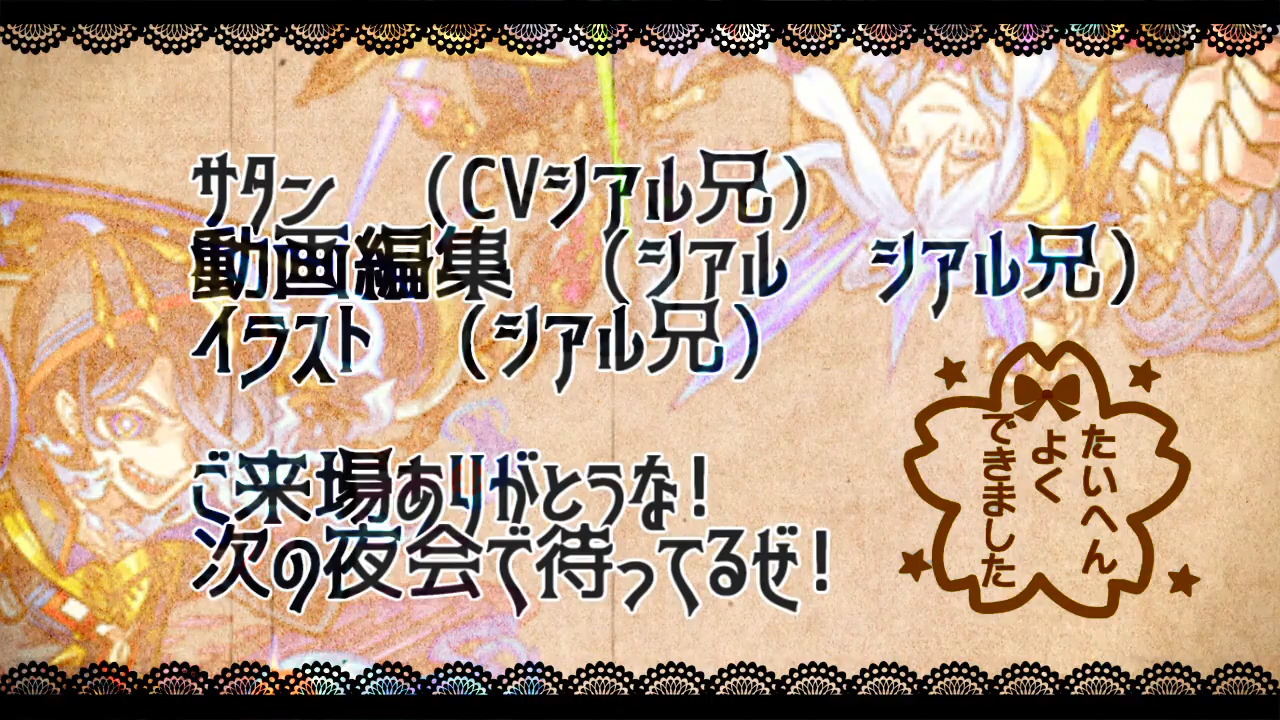 サタン　（CVシアル兄）
動画編集　（シアル　シアル兄）
イラスト　（シアル兄）
ご来場ありがとうな！
次の夜会で待ってるぜ！
たいへん
よく
できました